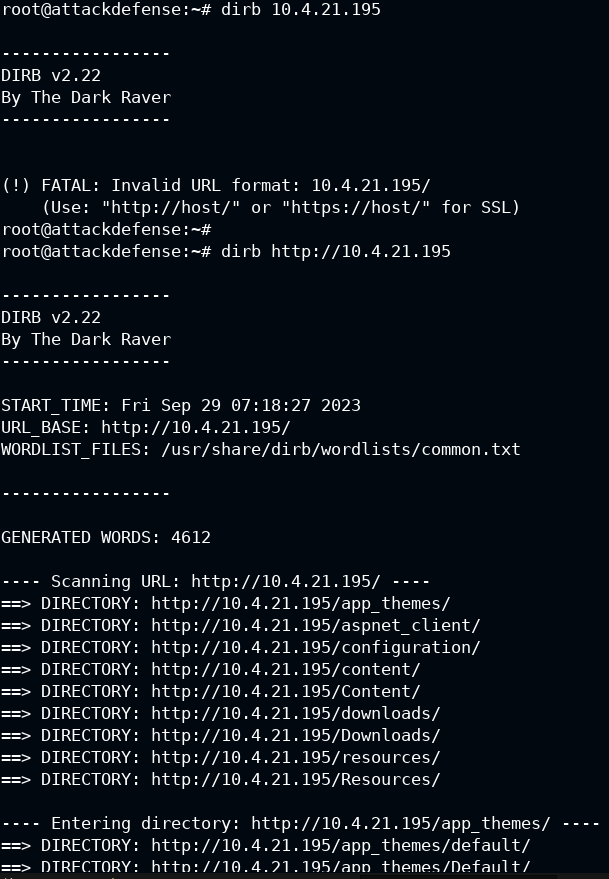 root@attackdefense:~# dirb 10.4.21.195
-----------------
DIRB v2.22
By The Dark Raver
-----------------
(!) FATAL: Invalid URL format: 10.4.21.195/
    (Use: "http://host/" or "https://host/" for SSL)
root@attackdefense:~#
root@attackdefense:~# dirb http://10.4.21.195
-----------------
DIRB v2.22
By The Dark Raver
-----------------
START_TIME: Fri Sep 29 07:18:27 2023
URL_BASE: http://10.4.21.195/
WORDLIST_FILES: /usr/share/dirb/wordlists/common.txt
-----------------
GENERATED WORDS: 4612
---- Scanning URL: http://10.4.21.195/ ----
==> DIRECTORY: http://10.4.21.195/app_themes/
==> DIRECTORY: http://10.4.21.195/aspnet_client/
==> DIRECTORY: http://10.4.21.195/configuration/
==> DIRECTORY: http://10.4.21.195/content/
==> DIRECTORY: http://10.4.21.195/Content/
==> DIRECTORY: http://10.4.21.195/downloads/
==> DIRECTORY: http://10.4.21.195/Downloads/
==> DIRECTORY: http://10.4.21.195/resources/
==> DIRECTORY: http://10.4.21.195/Resources/
---- Entering directory: http://10.4.21.195/app_themes/ ----
==> DIRECTORY: http://10.4.21.195/app_themes/default/
==> DIRECTORY: http://10.4.21.195/app_themes/Default/